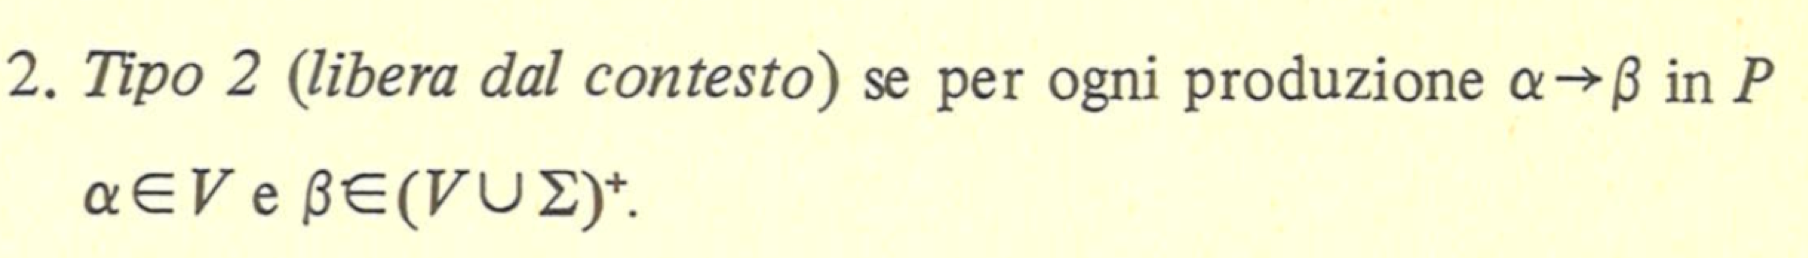 2. Tipo 2 (libera dal contesto) se per ogni produzione α→β in P
α∈V e β∈(V∪Σ)⁺.